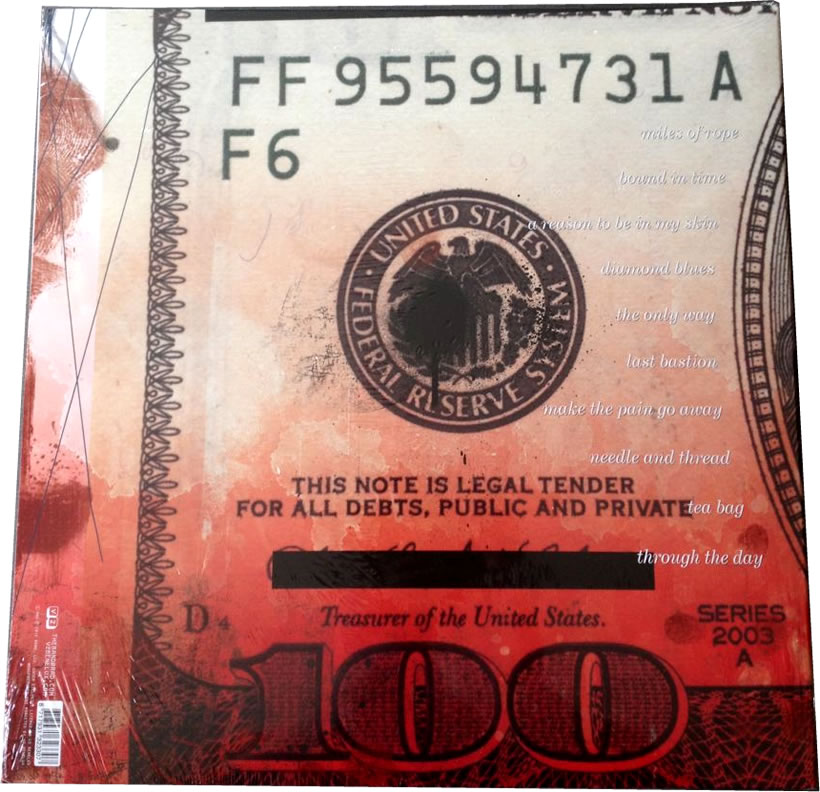 FF 95594731 A
F6
miles of rope
bound in time
UNITED STATES
FEDERAL RESERVE SYSTEM
a reason to be in my skin
diamond blues
the only way
last bastion
make the pain go away
needle and thread
THIS NOTE IS LEGAL TENDER
FOR ALL DEBTS, PUBLIC AND PRIVATE
tea bag
through the day
D4
Treasurer of the United States.
SERIES
2003
A
100